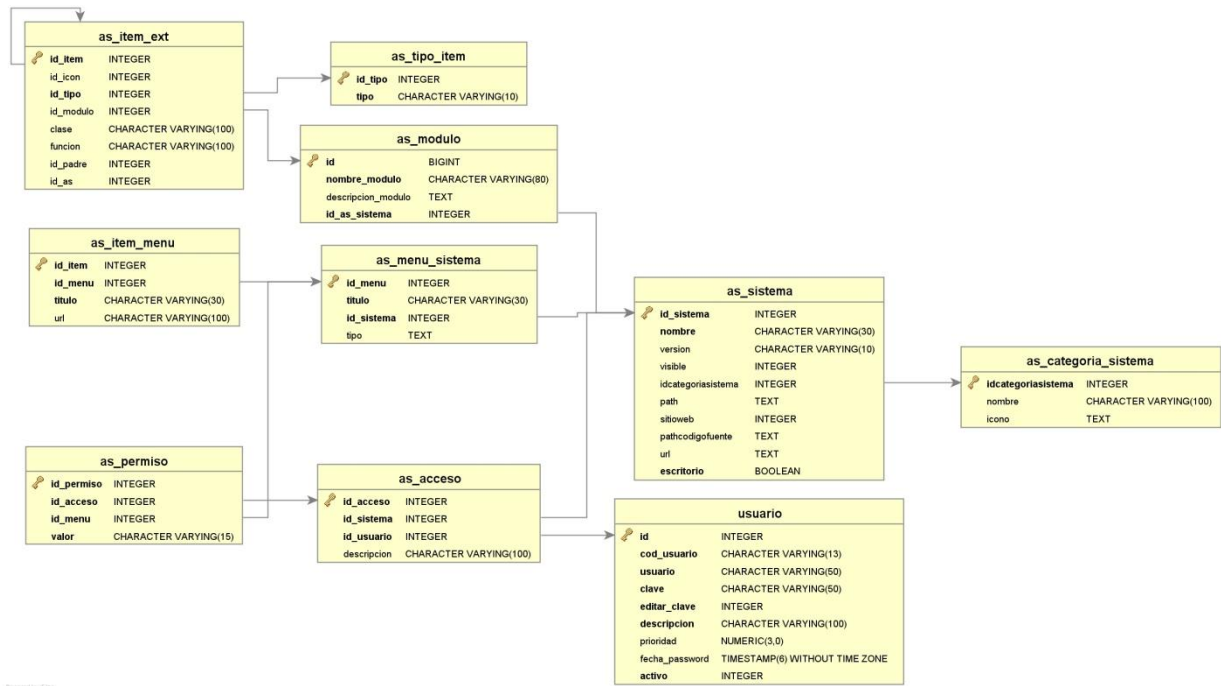 as_item_ext
id_item INTEGER
id_icon INTEGER
id_tipo INTEGER
id_modulo INTEGER
clase CHARACTER VARYING(100)
funcion CHARACTER VARYING(100)
id_padre INTEGER
id_as INTEGER
as_tipo_item
id_tipo INTEGER
tipo CHARACTER VARYING(10)
as_modulo
id BIGINT
nombre_modulo CHARACTER VARYING(80)
descripcion_modulo TEXT
id_as_sistema INTEGER
as_item_menu
id_item INTEGER
id_menu INTEGER
titulo CHARACTER VARYING(30)
url CHARACTER VARYING(100)
as_menu_sistema
id_menu INTEGER
titulo CHARACTER VARYING(30)
id_sistema INTEGER
tipo TEXT
as_sistema
id_sistema INTEGER
nombre CHARACTER VARYING(30)
version CHARACTER VARYING(10)
visible INTEGER
idcategoriasistema INTEGER
path TEXT
sitioweb INTEGER
pathcodigofuente TEXT
url TEXT
escritorio BOOLEAN
as_categoria_sistema
idcategoriasistema INTEGER
nombre CHARACTER VARYING(100)
icono TEXT
as_permiso
id_permiso INTEGER
id_acceso INTEGER
id_menu INTEGER
valor CHARACTER VARYING(15)
as_acceso
id_acceso INTEGER
id_sistema INTEGER
id_usuario INTEGER
descripcion CHARACTER VARYING(100)
usuario
id INTEGER
cod_usuario CHARACTER VARYING(13)
usuario CHARACTER VARYING(50)
clave CHARACTER VARYING(50)
editar_clave INTEGER
descripcion CHARACTER VARYING(100)
prioridad NUMERIC(3,0)
fecha_password TIMESTAMP(6) WITHOUT TIME ZONE
activo INTEGER